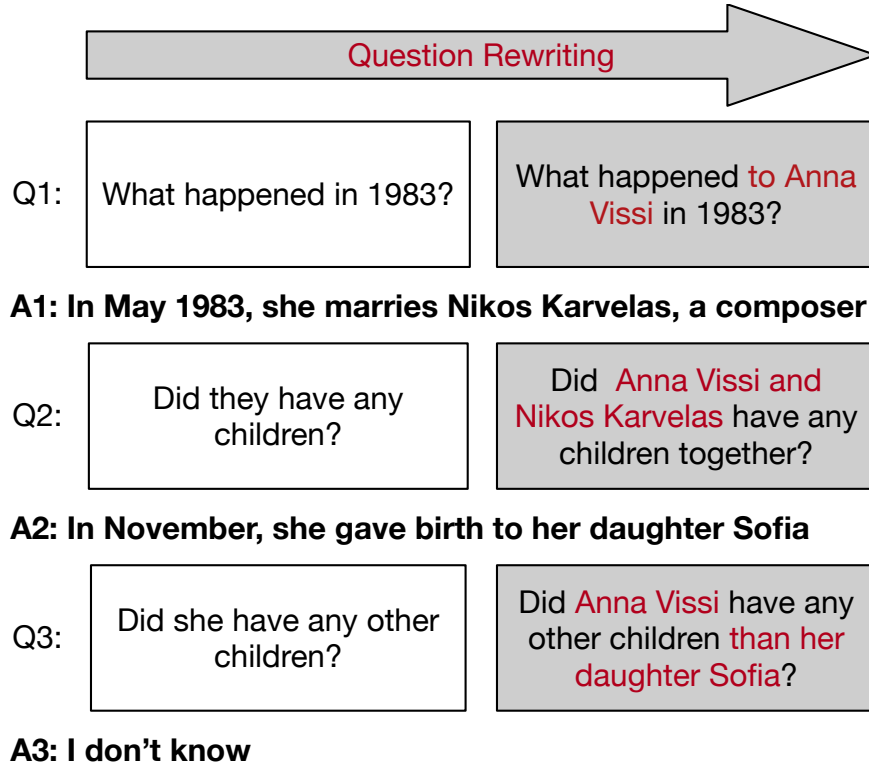 Question Rewriting
Q1:
What happened in 1983?
What happened to Anna
Vissi in 1983?
A1: In May 1983, she marries Nikos Karvelas, a composer
Q2:
Did they have any
children?
Did Anna Vissi and
Nikos Karvelas have any
children together?
A2: In November, she gave birth to her daughter Sofia
Q3:
Did she have any other
children?
Did Anna Vissi have any
other children than her
daughter Sofia?
A3: I don't know